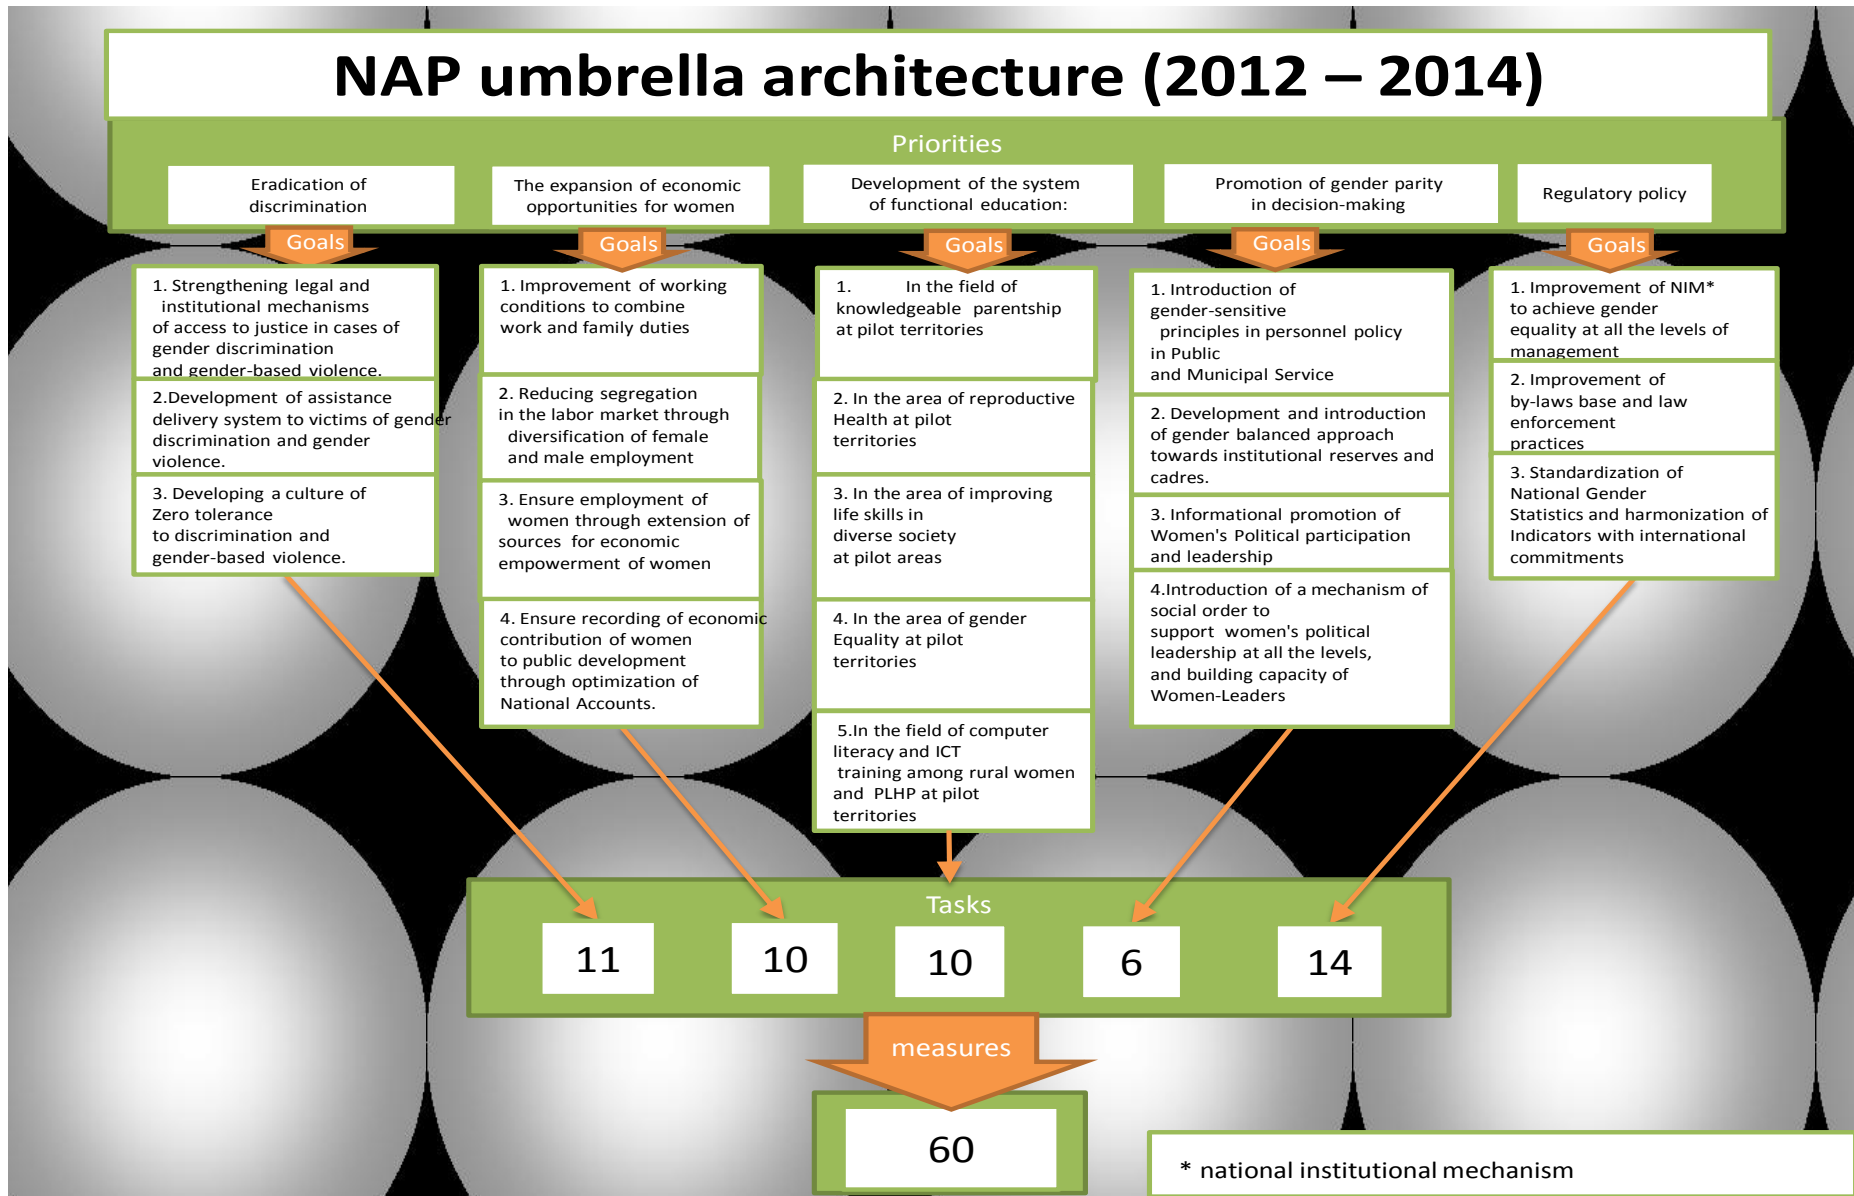 NAP umbrella architecture (2012 – 2014)
Priorities
Eradication of
discrimination
The expansion of economic
opportunities for women
Development of the system
of functional education:
Promotion of gender parity
in decision-making
Regulatory policy
Goals
Goals
Goals
Goals
Goals
1. Strengthening legal and
institutional mechanisms
of access to justice in cases of
gender discrimination
and gender-based violence.
2.Development of assistance
delivery system to victims of gender
discrimination and gender
violence.
3. Developing a culture of
Zero tolerance
to discrimination and
gender-based violence.
1. Improvement of working
conditions to combine
work and family duties
2. Reducing segregation
in the labor market through
diversification of female
and male employment
3. Ensure employment of
women through extension of
sources for economic
empowerment of women
4. Ensure recording of economic
contribution of women
to public development
through optimization of
National Accounts.
1. In the field of
knowledgeable parentship
at pilot territories
2. In the area of reproductive
Health at pilot
territories
3. In the area of improving
life skills in
diverse society
at pilot areas
4. In the area of gender
Equality at pilot
territories
5.In the field of computer
literacy and ICT
training among rural women
and PLHP at pilot
territories
1. Introduction of
gender-sensitive
principles in personnel policy
in Public
and Municipal Service
2. Development and introduction
of gender balanced approach
towards institutional reserves and
cadres.
3. Informational promotion of
Women's Political participation
and leadership
4.Introduction of a mechanism of
social order to
support women's political
leadership at all the levels,
and building capacity of
Women-Leaders
1. Improvement of NIM*
to achieve gender
equality at all the levels of
management
2. Improvement of
by-laws base and law
enforcement
practices
3. Standardization of
National Gender
Statistics and harmonization of
Indicators with international
commitments
Tasks
11
10
10
6
14
measures
60
* national institutional mechanism